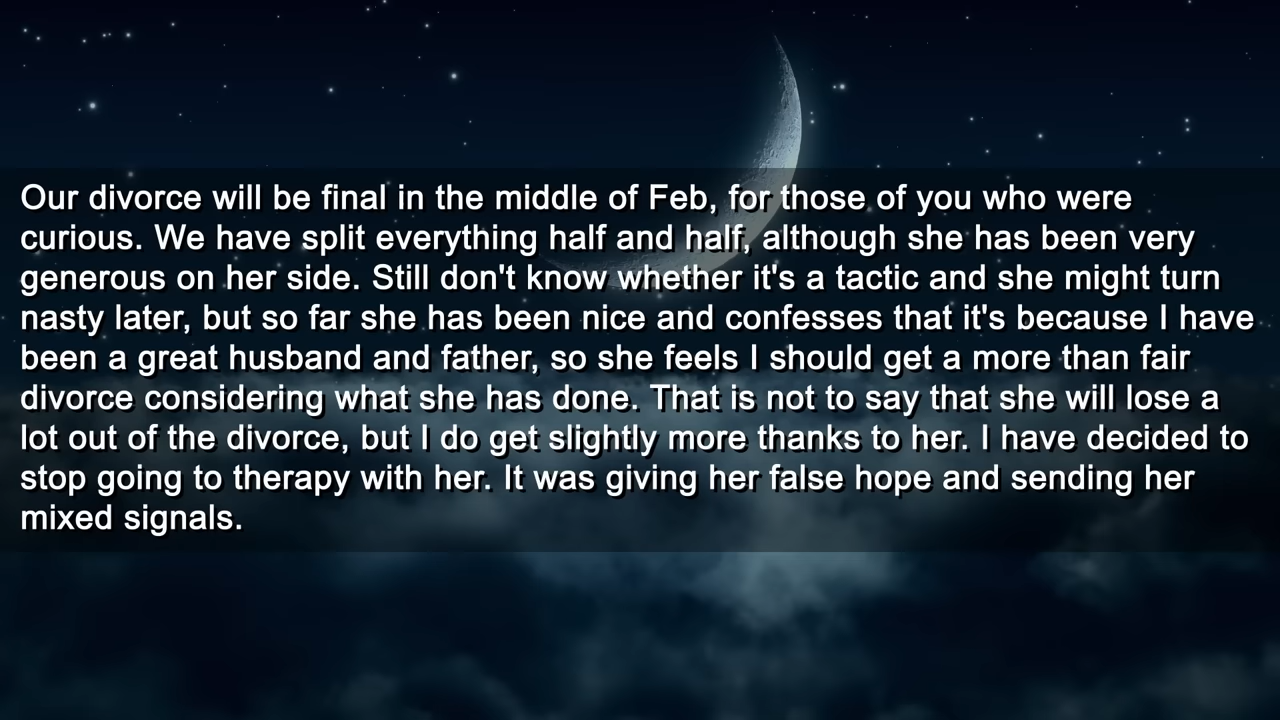 Our divorce will be final in the middle of Feb, for those of you who were
curious. We have split everything half and half, although she has been very
generous on her side. Still don't know whether it's a tactic and she might turn
nasty later, but so far she has been nice and confesses that it's because I have
been a great husband and father, so she feels I should get a more than fair
divorce considering what she has done. That is not to say that she will lose a
lot out of the divorce, but I do get slightly more thanks to her. I have decided to
stop going to therapy with her. It was giving her false hope and sending her
mixed signals.